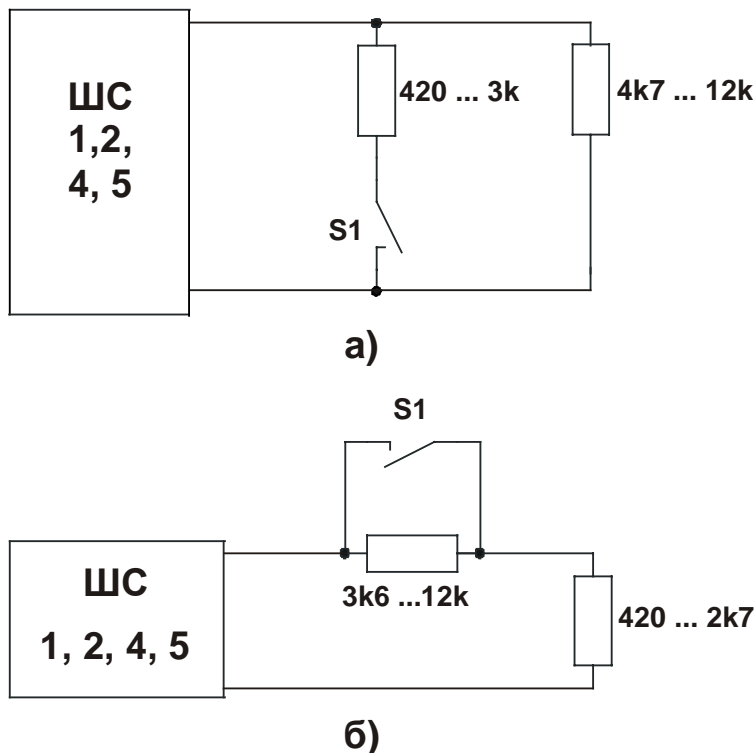 ШС
1,2,
4, 5
420 ... 3k
4k7 ... 12k
S1
а)
S1
ШС
1, 2, 4, 5
3k6 ...12k
420 ... 2k7
б)